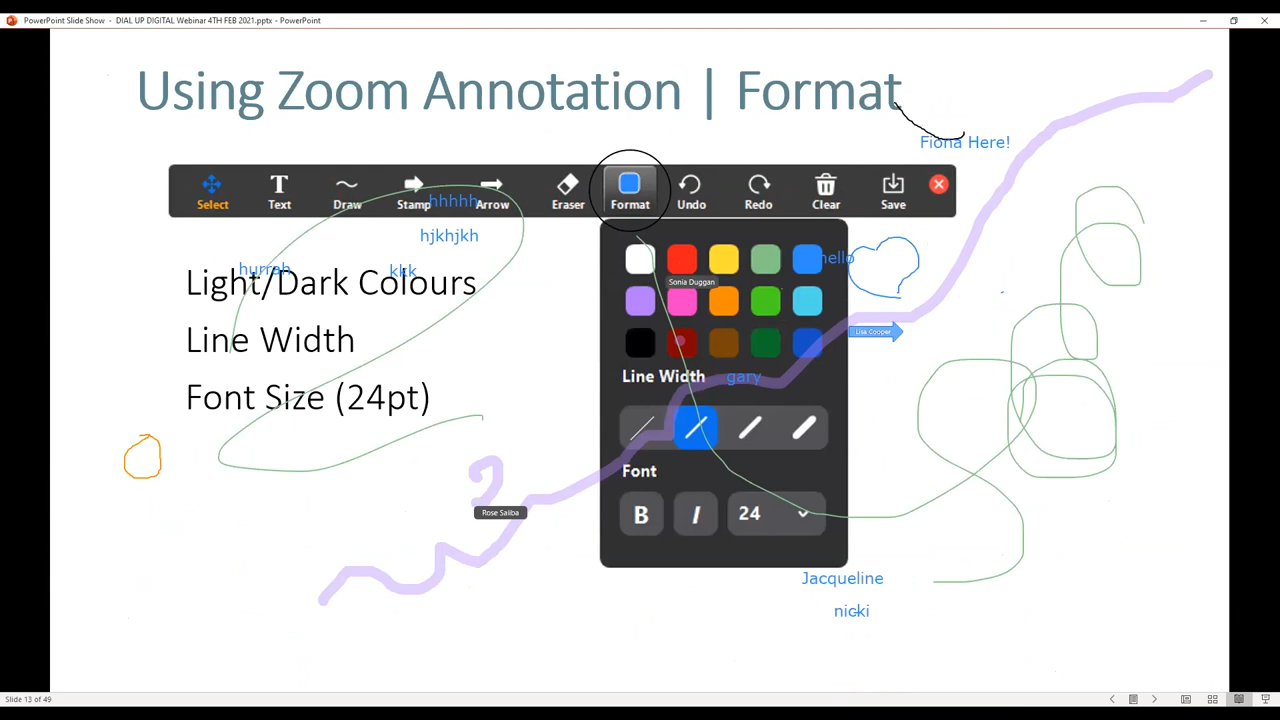 PowerPoint Slide Show - DIAL UP DIGITAL Webinar 4TH FEB 2021.pptx - PowerPoint
Using Zoom Annotation | Format
Fiona Here!
Select Text Draw Stamp Arrow Eraser Format Undo Redo Clear Save
hhhhh
hjkhjkh
hello
hurrah
kkk
Light/Dark Colours
Sonia Duggan
Lisa Cooper
Line Width
Line Width
gary
Font Size (24pt)
Font
Rose Saliba
B I 24
Jacqueline
nicki
Slide 13 of 49